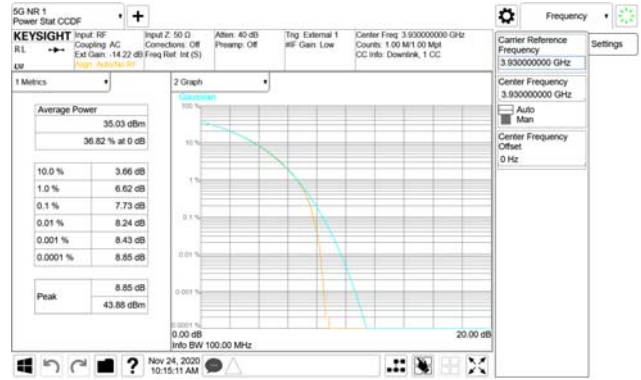 5G NR 1
Power Stat CCDF
Frequency
KEYSIGHT
RL
Input: RF
Coupling: AC
Ext Gain: -14.22 dB
Align: Auto/No RF
Input Z: 50 Ω
Corrections: Off
Freq Ref: Int (S)
Atten: 40 dB
Preamp: Off
Trig: External 1
#IF Gain: Low
Center Freq: 3.930000000 GHz
Counts: 1.00 M/1.00 Mpt
CC Info: Downlink, 1 CC
Carrier Reference
Frequency
3.930000000 GHz
Settings
Center Frequency
3.930000000 GHz
Auto
Man
Center Frequency
Offset
0 Hz
1 Metrics
Average Power
35.03 dBm
36.82 % at 0 dB
10.0 % 3.66 dB
1.0 % 6.62 dB
0.1 % 7.73 dB
0.01 % 8.24 dB
0.001 % 8.43 dB
0.0001 % 8.85 dB
Peak
8.85 dB
43.88 dBm
2 Graph
Gaussian
100 %
10 %
1 %
0.1 %
0.01 %
0.001 %
0.0001 %
0.00 dB
20.00 dB
Info BW 100.00 MHz
?
Nov 24, 2020
10:15:11 AM